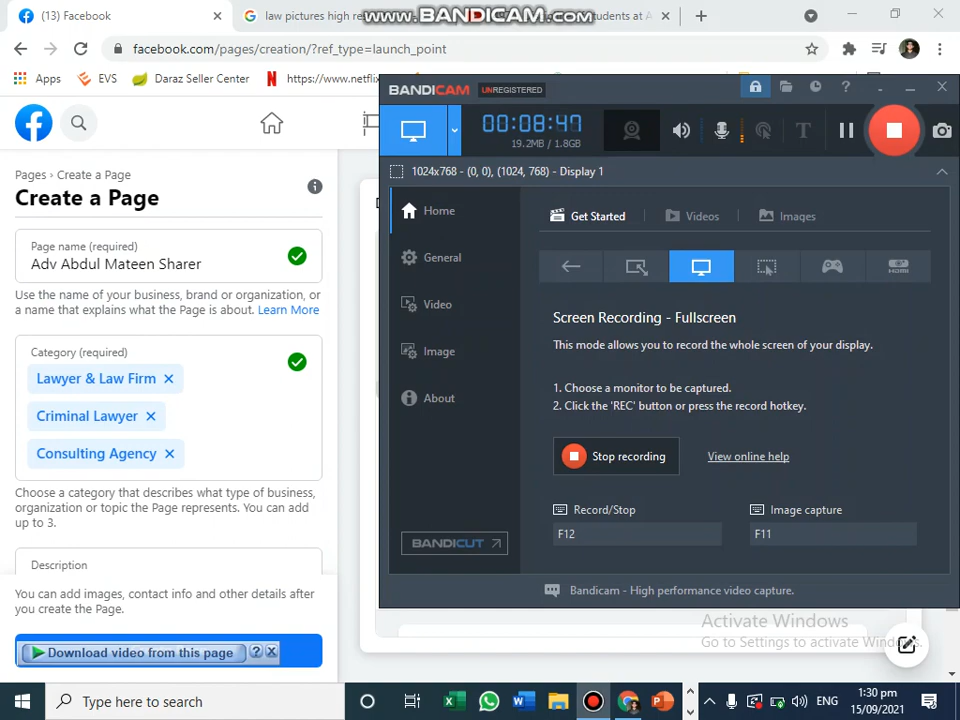 (13) Facebook
law pictures high re
www.BANDICAM.com
tudents at A
facebook.com/pages/creation/?ref_type=launch_point
Apps
EVS
Daraz Seller Center
https://www.netflix
Pages › Create a Page
Create a Page
Page name (required)
Adv Abdul Mateen Sharer
Use the name of your business, brand or organization, or
a name that explains what the Page is about. Learn More
Category (required)
Lawyer & Law Firm
Criminal Lawyer
Consulting Agency
Choose a category that describes what type of business,
organization or topic the Page represents. You can add
up to 3.
Description
You can add images, contact info and other details after
you create the Page.
Download video from this page
BANDICAM UNREGISTERED
00:08:47
19.2MB / 1.8GB
1024x768 - (0, 0), (1024, 768) - Display 1
Home
General
Video
Image
About
BANDICUT
Get Started
Videos
Images
HDMI
Screen Recording - Fullscreen
This mode allows you to record the whole screen of your display.
1. Choose a monitor to be captured.
2. Click the 'REC' button or press the record hotkey.
Stop recording
View online help
Record/Stop
Image capture
F12
F11
Bandicam - High performance video capture.
Activate Windows
Go to Settings to activate Wind
Type here to search
ENG
1:30 pm
15/09/2021